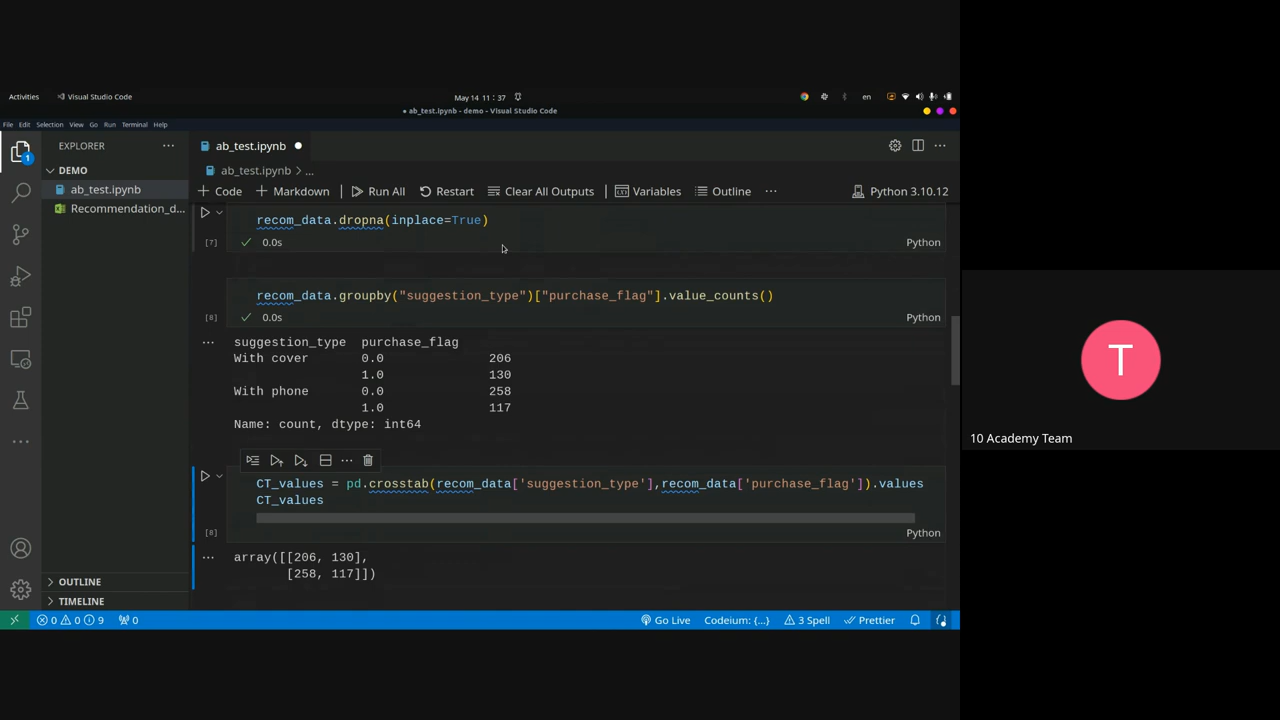 Activities
Visual Studio Code
May 14 11:37
en
● ab_test.ipynb - demo - Visual Studio Code
File Edit Selection View Go Run Terminal Help
EXPLORER
ab_test.ipynb
1
DEMO
ab_test.ipynb > ...
ab_test.ipynb
Code
Markdown
Run All
Restart
Clear All Outputs
Variables
Outline
Python 3.10.12
Recommendation_d...
recom_data.dropna(inplace=True)
[7]
0.0s
Python
recom_data.groupby("suggestion_type")["purchase_flag"].value_counts()
[8]
0.0s
Python
suggestion_type purchase_flag
With cover 0.0 206
1.0 130
With phone 0.0 258
1.0 117
Name: count, dtype: int64
CT_values = pd.crosstab(recom_data['suggestion_type'],recom_data['purchase_flag']).values
CT_values
[8]
Python
array([[206, 130],
[258, 117]])
OUTLINE
TIMELINE
0 0 9
0
Go Live
Codeium: {...}
3 Spell
Prettier
T
10 Academy Team